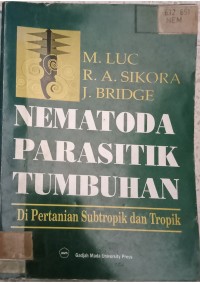 M. LUC
R. A. SIKORA
J. BRIDGE
NEMATODA
PARASITIK
TUMBUHAN
Di Pertanian Subtropik dan Tropik
Gadjah Mada University Press